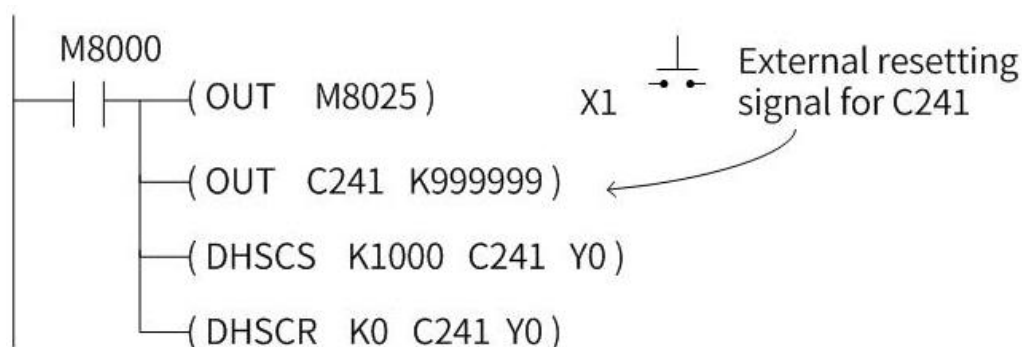 M8000
( OUT M8025 )
X1
External resetting
signal for C241
( OUT C241 K999999 )
( DHSCS K1000 C241 Y0 )
( DHSCR K0 C241 Y0 )